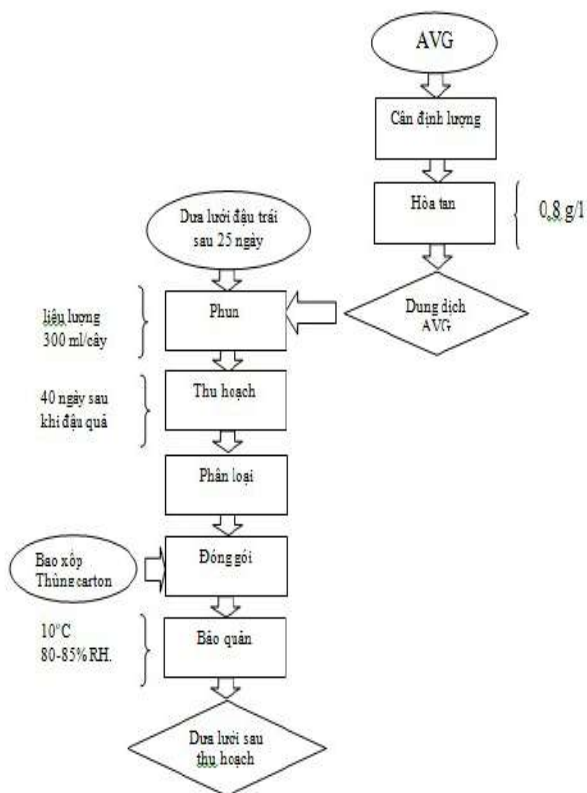 AVG
Cân định lượng
Hòa tan
0,8 g/l
Dưa lưới đậu trái
sau 25 ngày
Dung dịch
AVG
Phun
liệu lượng
300 ml/cây
Thu hoạch
40 ngày sau
khi đậu quả
Phân loại
Bao xốp
Thùng carton
Đóng gói
Bảo quản
10°C
80-85% RH.
Dưa lưới sau
thu hoạch